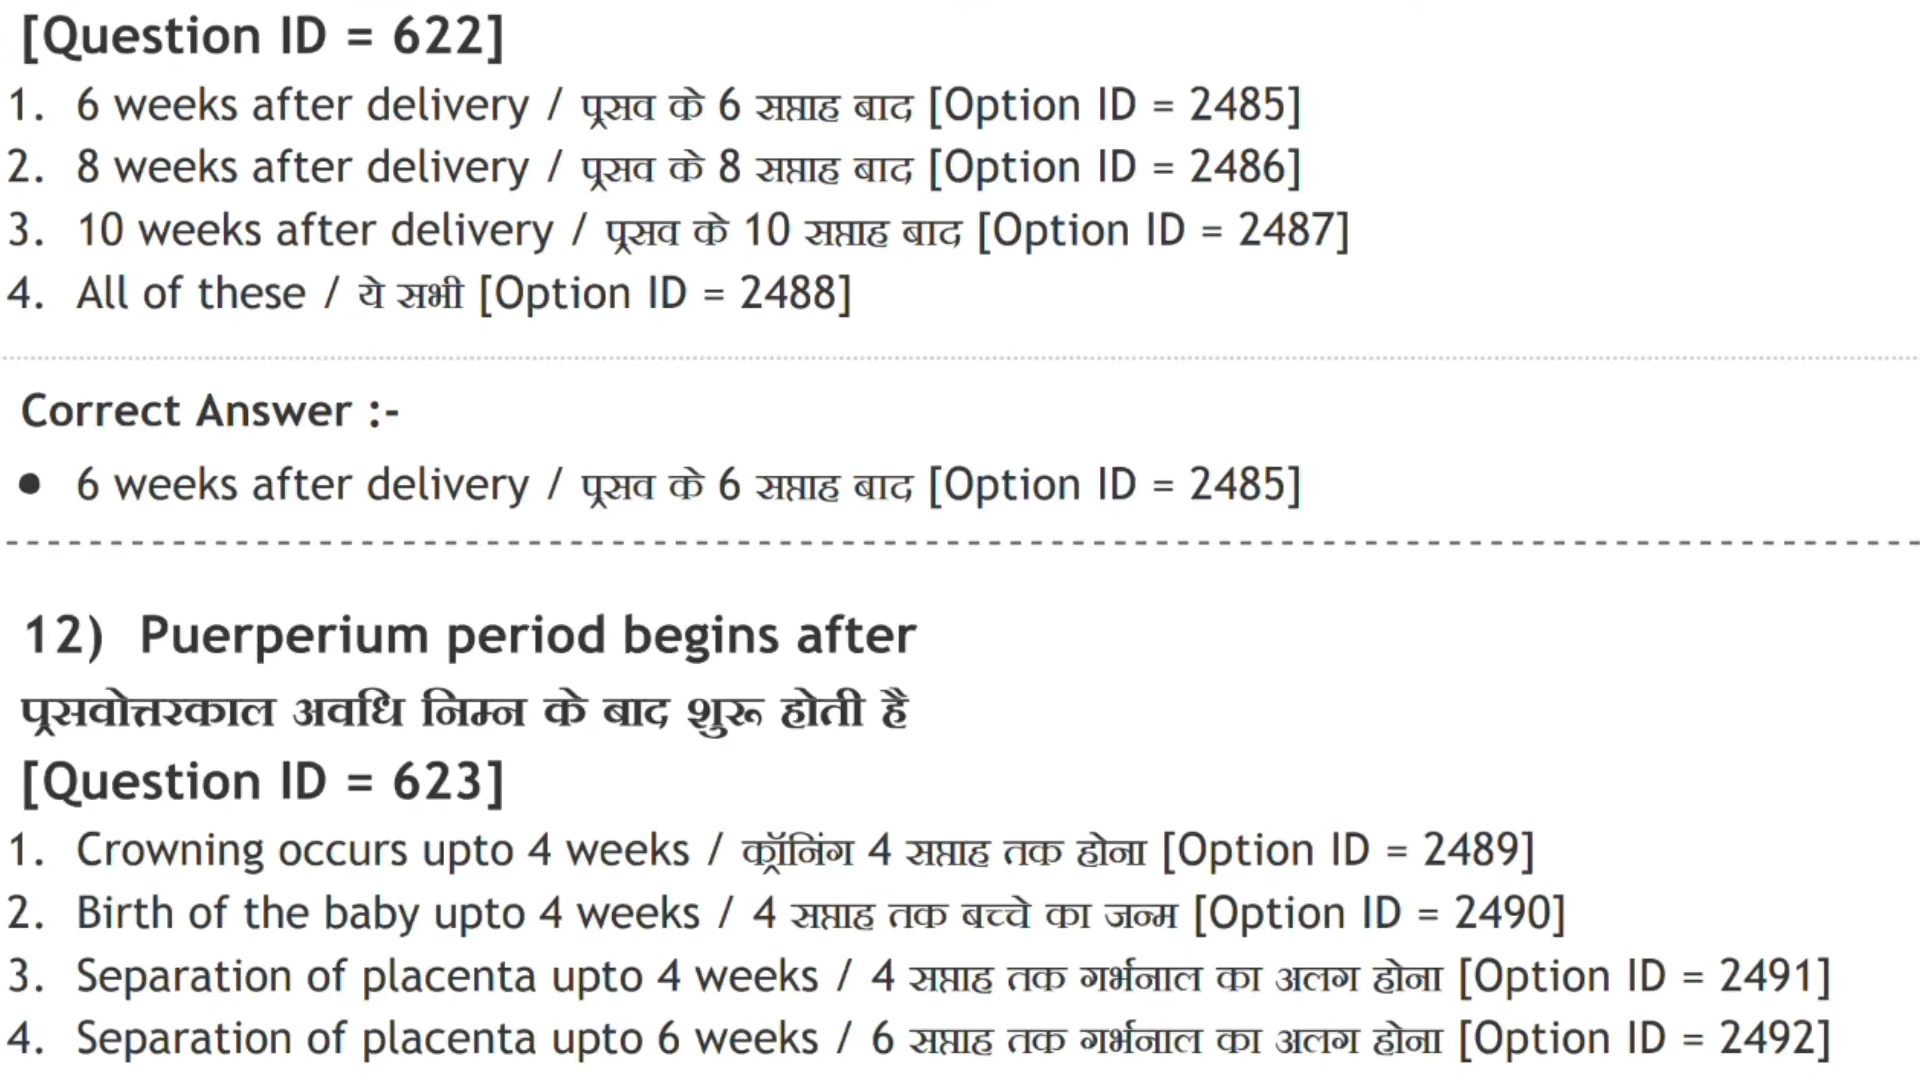 [Question ID = 622]
1. 6 weeks after delivery / प्रसव के 6 सप्ताह बाद [Option ID = 2485]
2. 8 weeks after delivery / प्रसव के 8 सप्ताह बाद [Option ID = 2486]
3. 10 weeks after delivery / प्रसव के 10 सप्ताह बाद [Option ID = 2487]
4. All of these / ये सभी [Option ID = 2488]
Correct Answer :-
• 6 weeks after delivery / प्रसव के 6 सप्ताह बाद [Option ID = 2485]
12) Puerperium period begins after
प्रसवोत्तरकाल अवधि निम्न के बाद शुरू होती है
[Question ID = 623]
1. Crowning occurs upto 4 weeks / क्रॉनिंग 4 सप्ताह तक होना [Option ID = 2489]
2. Birth of the baby upto 4 weeks / 4 सप्ताह तक बच्चे का जन्म [Option ID = 2490]
3. Separation of placenta upto 4 weeks / 4 सप्ताह तक गर्भनाल का अलग होना [Option ID = 2491]
4. Separation of placenta upto 6 weeks / 6 सप्ताह तक गर्भनाल का अलग होना [Option ID = 2492]